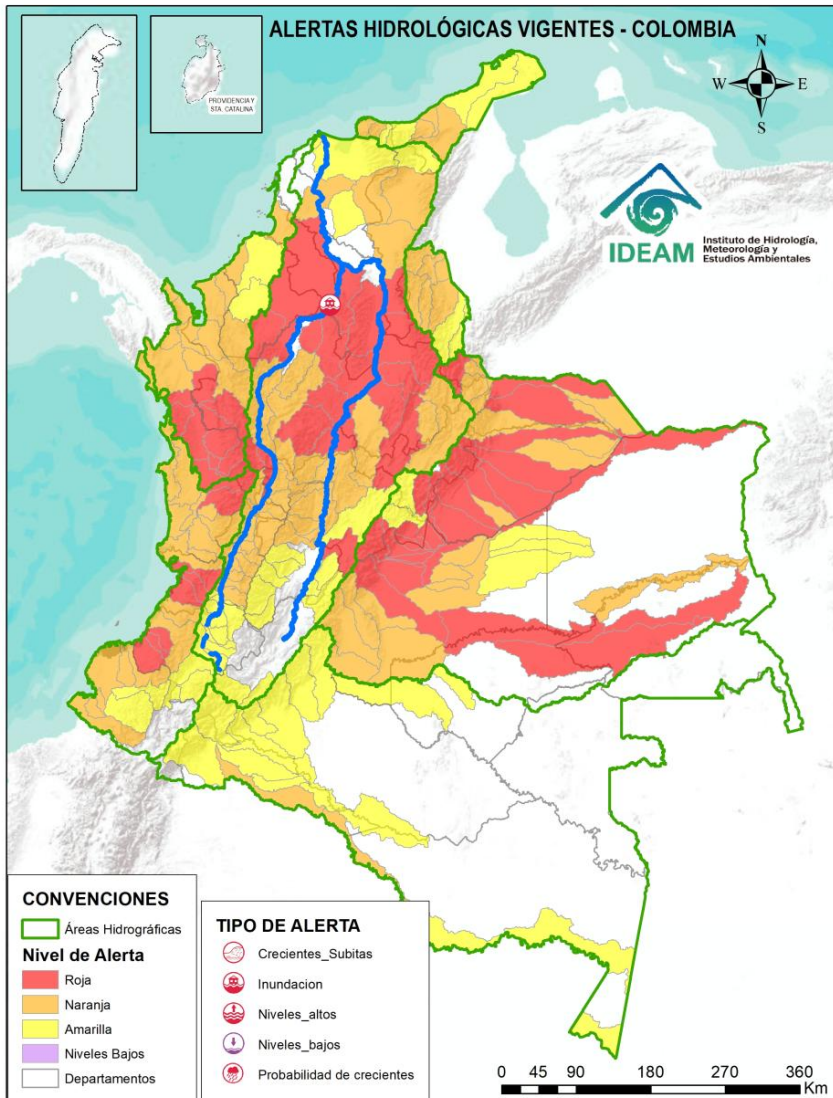 ALERTAS HIDROLÓGICAS VIGENTES - COLOMBIA
PROVIDENCIA Y
STA. CATALINA
N
W
E
S
IDEAM
Instituto de Hidrología,
Meteorología y
Estudios Ambientales
CONVENCIONES
Áreas Hidrográficas
Nivel de Alerta
Roja
Naranja
Amarilla
Niveles Bajos
Departamentos
TIPO DE ALERTA
Crecientes_Subitas
Inundacion
Niveles_altos
Niveles_bajos
Probabilidad de crecientes
0 45 90 180 270 360
Km